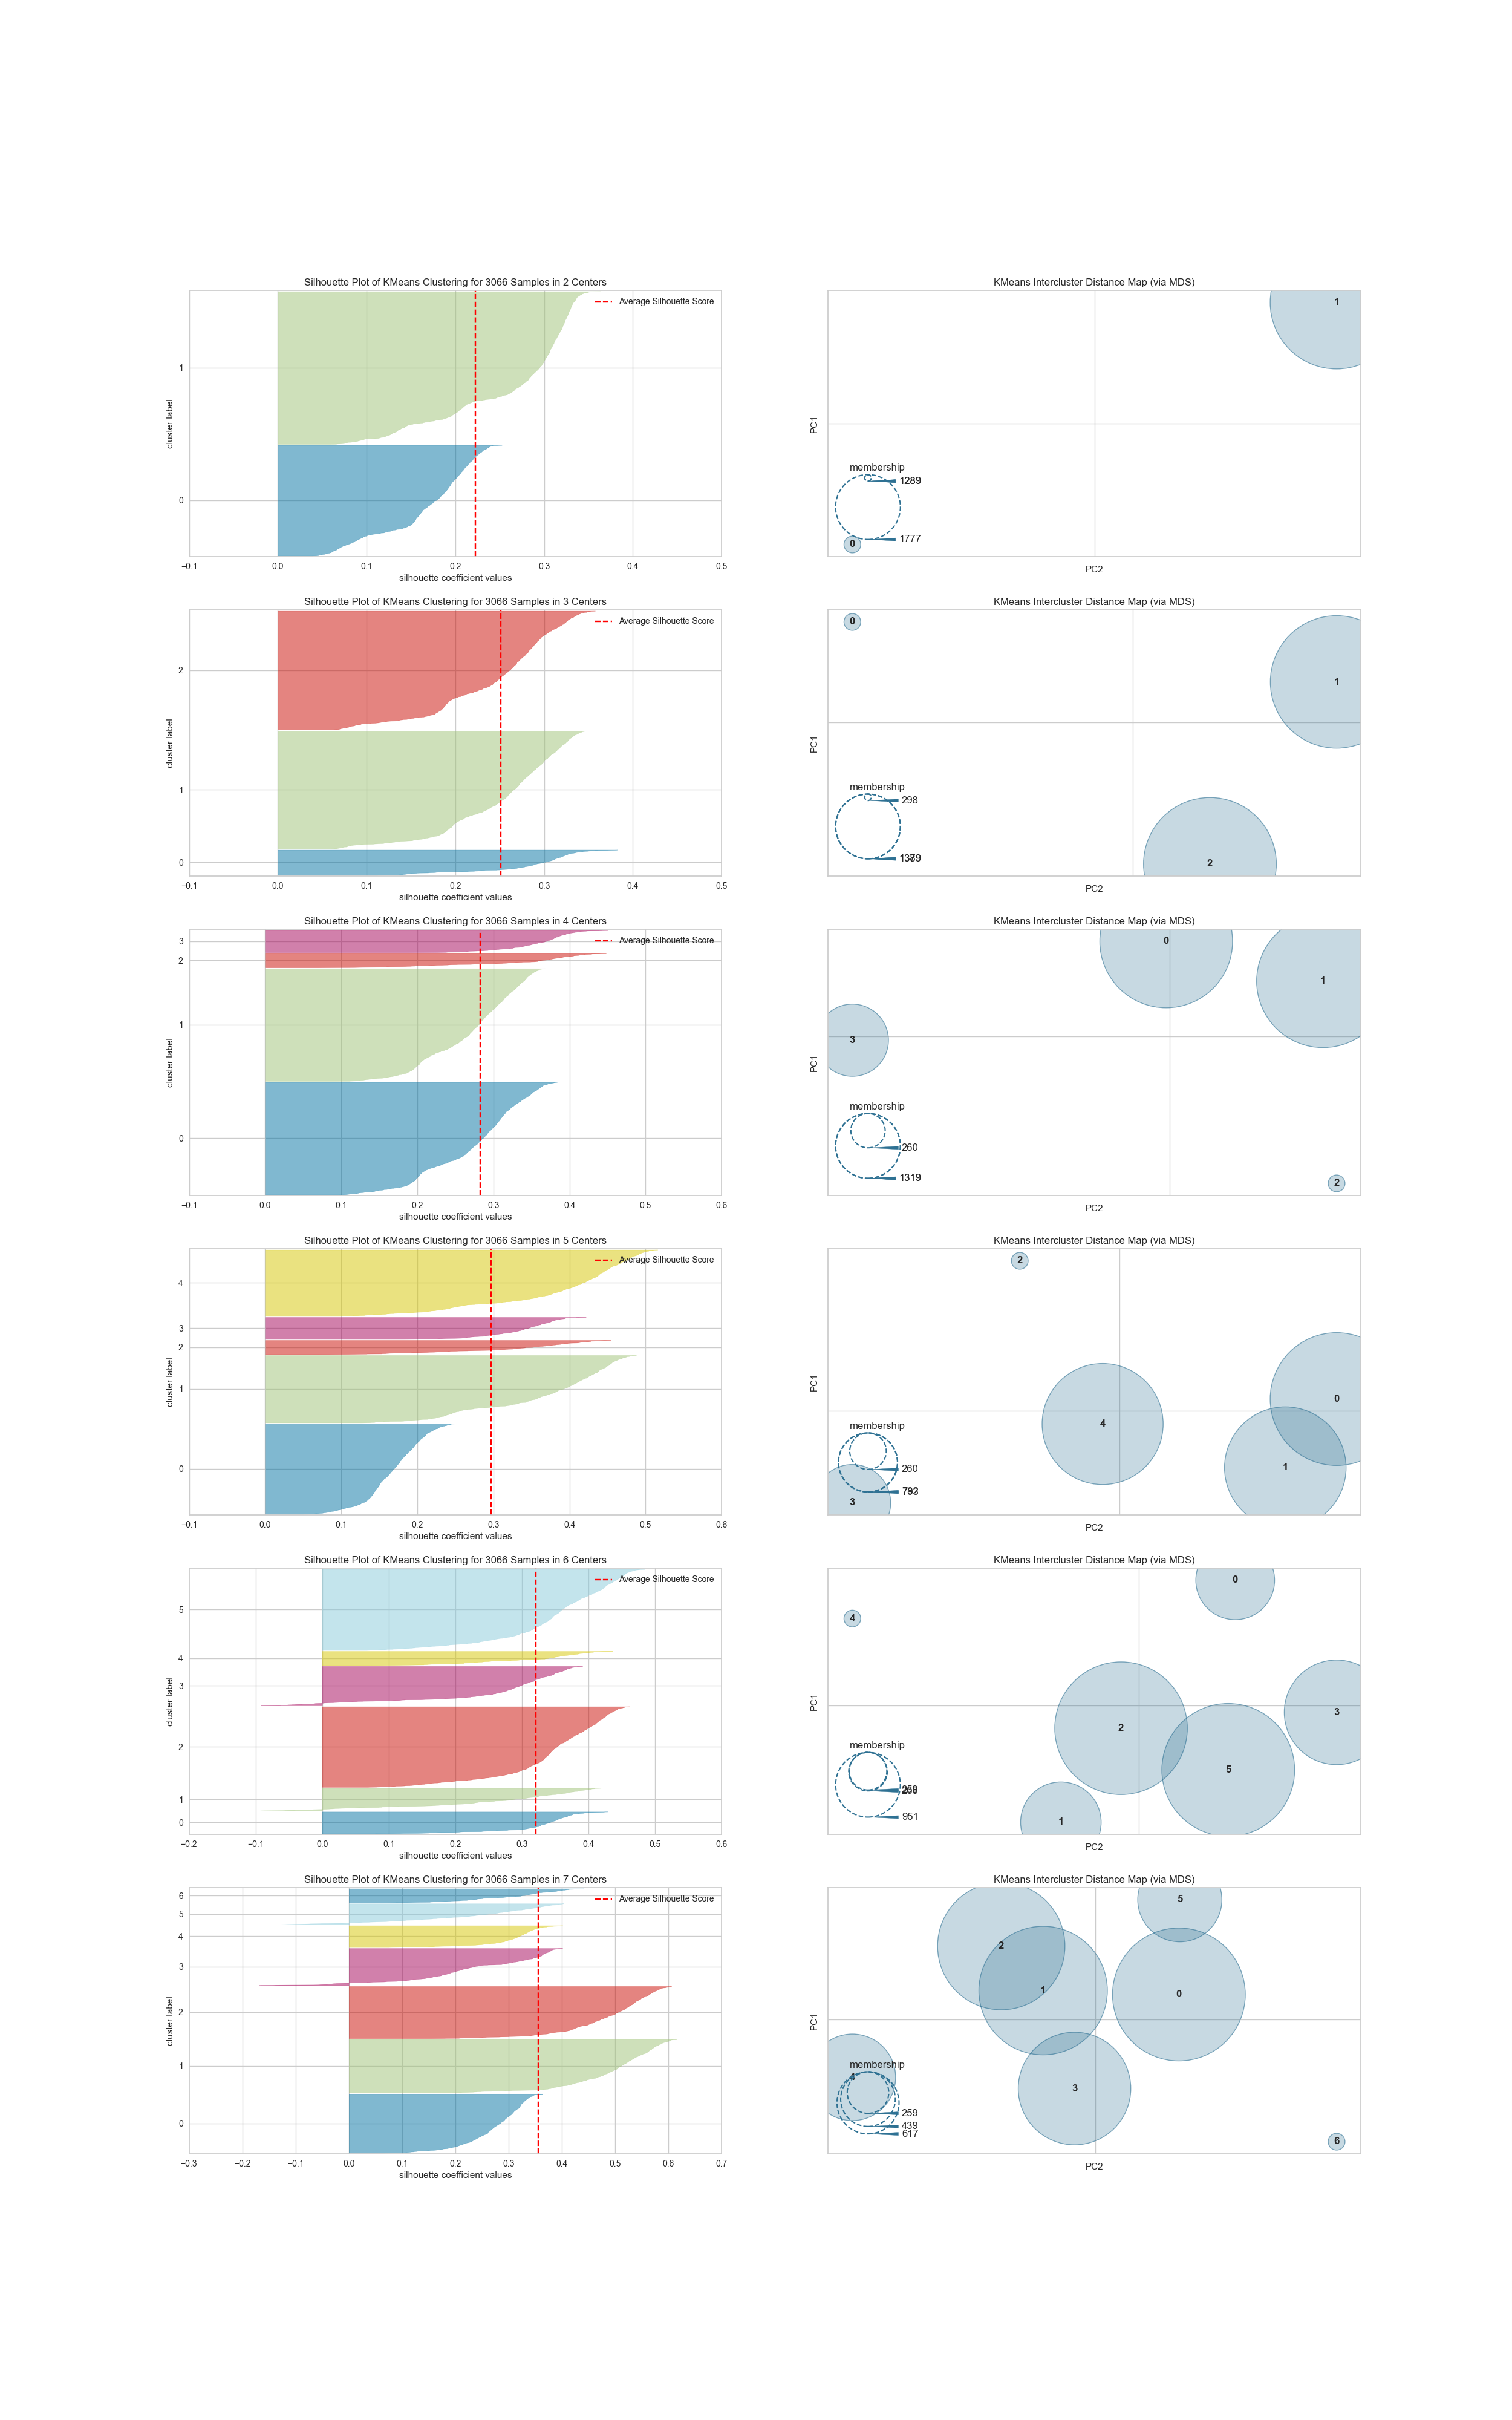 Silhouette Plot of KMeans Clustering for 3066 Samples in 2 Centers
Average Silhouette Score
cluster label
1
0
−0.1 0.0 0.1 0.2 0.3 0.4 0.5
silhouette coefficient values
KMeans Intercluster Distance Map (via MDS)
1
PC1
membership
1289
1777
0
PC2
Silhouette Plot of KMeans Clustering for 3066 Samples in 3 Centers
Average Silhouette Score
cluster label
2
1
0
−0.1 0.0 0.1 0.2 0.3 0.4 0.5
silhouette coefficient values
KMeans Intercluster Distance Map (via MDS)
0
1
PC1
membership
298
2
PC2
Silhouette Plot of KMeans Clustering for 3066 Samples in 4 Centers
Average Silhouette Score
cluster label
3
2
1
0
−0.1 0.0 0.1 0.2 0.3 0.4 0.5 0.6
silhouette coefficient values
KMeans Intercluster Distance Map (via MDS)
0
1
3
PC1
membership
260
1319
2
PC2
Silhouette Plot of KMeans Clustering for 3066 Samples in 5 Centers
Average Silhouette Score
cluster label
4
3
2
1
0
−0.1 0.0 0.1 0.2 0.3 0.4 0.5 0.6
silhouette coefficient values
KMeans Intercluster Distance Map (via MDS)
2
PC1
0
4
membership
260
1
3
PC2
Silhouette Plot of KMeans Clustering for 3066 Samples in 6 Centers
Average Silhouette Score
cluster label
5
4
3
2
1
0
−0.2 −0.1 0.0 0.1 0.2 0.3 0.4 0.5 0.6
silhouette coefficient values
KMeans Intercluster Distance Map (via MDS)
0
4
PC1
3
2
membership
5
951
1
PC2
Silhouette Plot of KMeans Clustering for 3066 Samples in 7 Centers
Average Silhouette Score
cluster label
6
5
4
3
2
1
0
−0.3 −0.2 −0.1 0.0 0.1 0.2 0.3 0.4 0.5 0.6 0.7
silhouette coefficient values
KMeans Intercluster Distance Map (via MDS)
5
2
1
0
PC1
membership
4
3
259
439
617
6
PC2